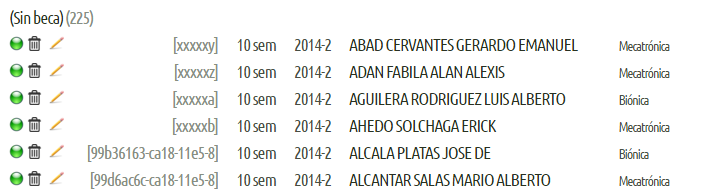 (Sin beca) (225)
[xxxxxy] 10 sem 2014-2 ABAD CERVANTES GERARDO EMANUEL Mecatrónica
[xxxxxz] 10 sem 2014-2 ADAN FABILA ALAN ALEXIS Mecatrónica
[xxxxxa] 10 sem 2014-2 AGUILERA RODRIGUEZ LUIS ALBERTO Biónica
[xxxxxb] 10 sem 2014-2 AHEDO SOLCHAGA ERICK Mecatrónica
[99b36163-ca18-11e5-8] 10 sem 2014-2 ALCALA PLATAS JOSE DE Biónica
[99d6ac6c-ca18-11e5-8] 10 sem 2014-2 ALCANTAR SALAS MARIO ALBERTO Mecatrónica